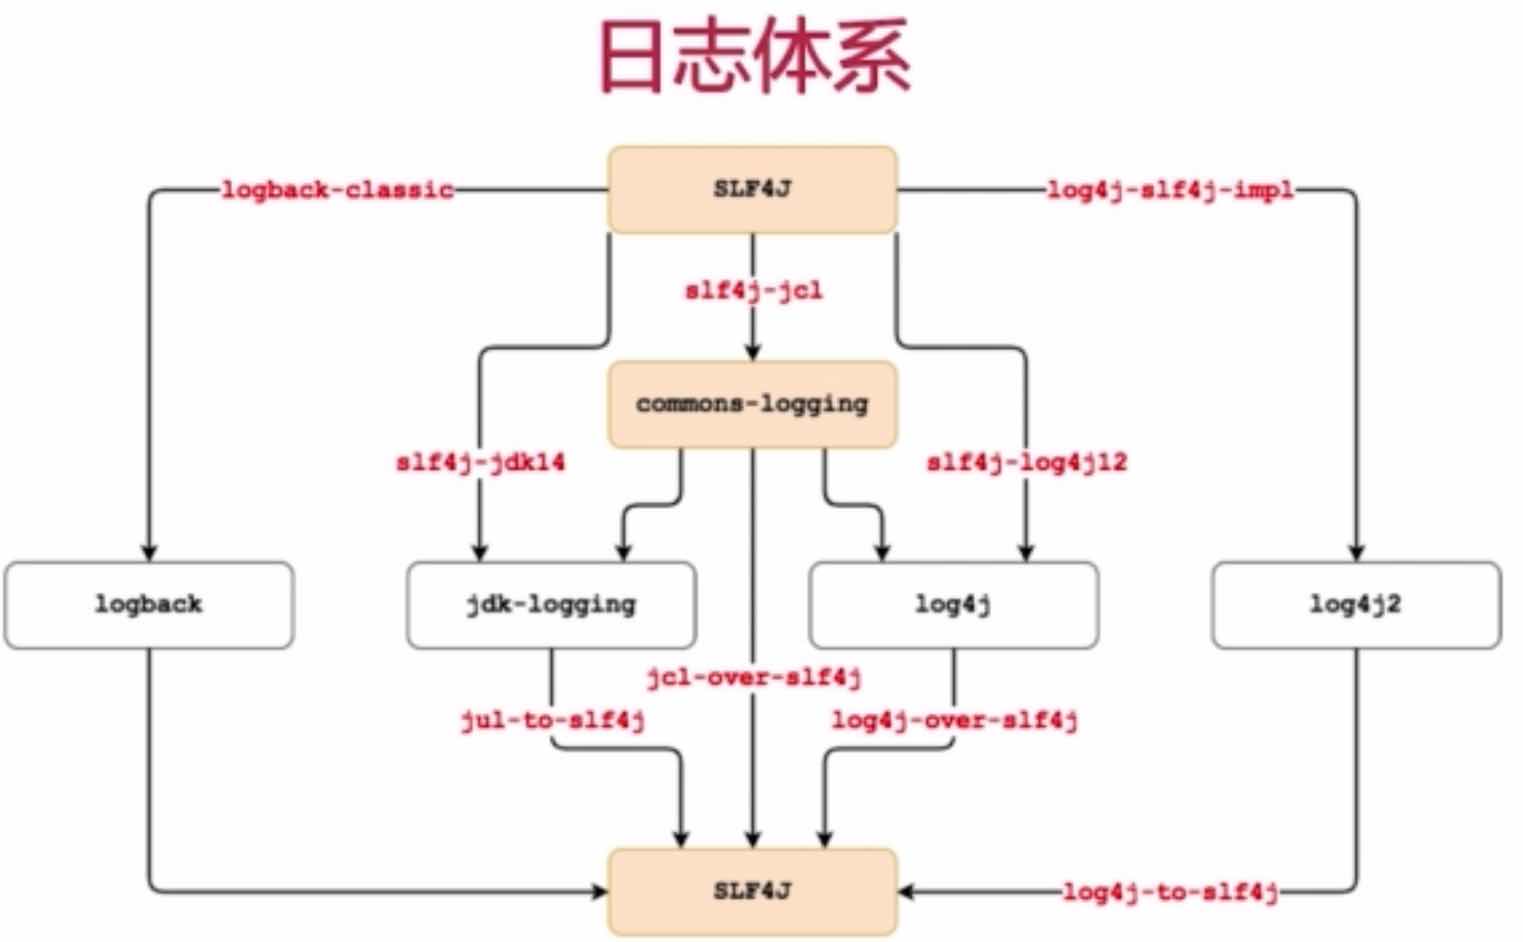 日志体系
SLF4J
logback-classic
log4j-slf4j-impl
slf4j-jcl
commons-logging
slf4j-jdk14
slf4j-log4j12
logback
jdk-logging
log4j
log4j2
jcl-over-slf4j
jul-to-slf4j
log4j-over-slf4j
SLF4J
log4j-to-slf4j